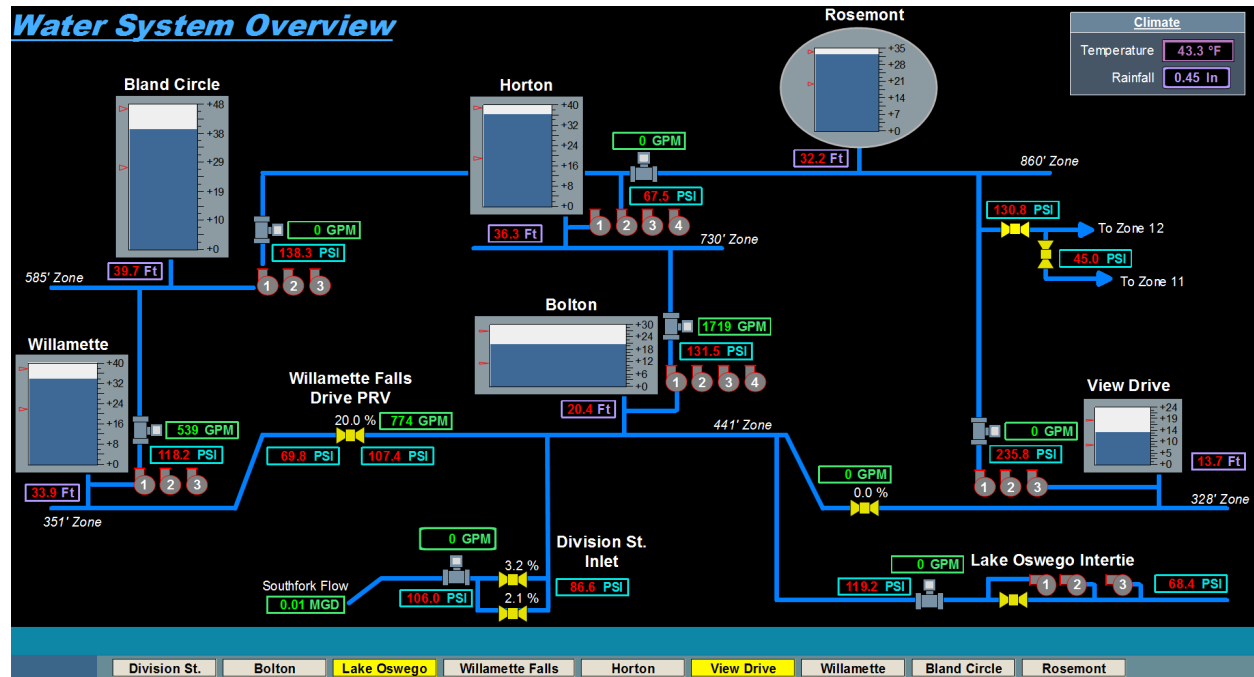 Water System Overview
Rosemont
+35
+28
+21
+14
+7
+0
32.2 Ft
Climate
Temperature 43.3 °F
Rainfall 0.45 In
Bland Circle
+48
+38
+29
+19
+10
+0
39.7 Ft
585' Zone
0 GPM
138.3 PSI
1 2 3
Horton
+40
+32
+24
+16
+8
+0
36.3 Ft
0 GPM
67.5 PSI
1 2 3 4
730' Zone
860' Zone
130.8 PSI
To Zone 12
45.0 PSI
To Zone 11
Bolton
+30
+24
+18
+12
+6
+0
20.4 Ft
1719 GPM
131.5 PSI
1 2 3 4
441' Zone
Willamette
+40
+32
+24
+16
+8
+0
33.9 Ft
351' Zone
539 GPM
118.2 PSI
1 2 3
Willamette Falls
Drive PRV
20.0 % 774 GPM
69.8 PSI 107.4 PSI
View Drive
+24
+19
+14
+10
+5
+0
13.7 Ft
328' Zone
0 GPM
235.8 PSI
1 2 3
0 GPM
0.0 %
Division St.
Inlet
86.6 PSI
0 GPM
3.2 %
2.1 %
106.0 PSI
Southfork Flow
0.01 MGD
Lake Oswego Intertie
0 GPM
119.2 PSI
1 2 3
68.4 PSI
Division St. Bolton Lake Oswego Willamette Falls Horton View Drive Willamette Bland Circle Rosemont